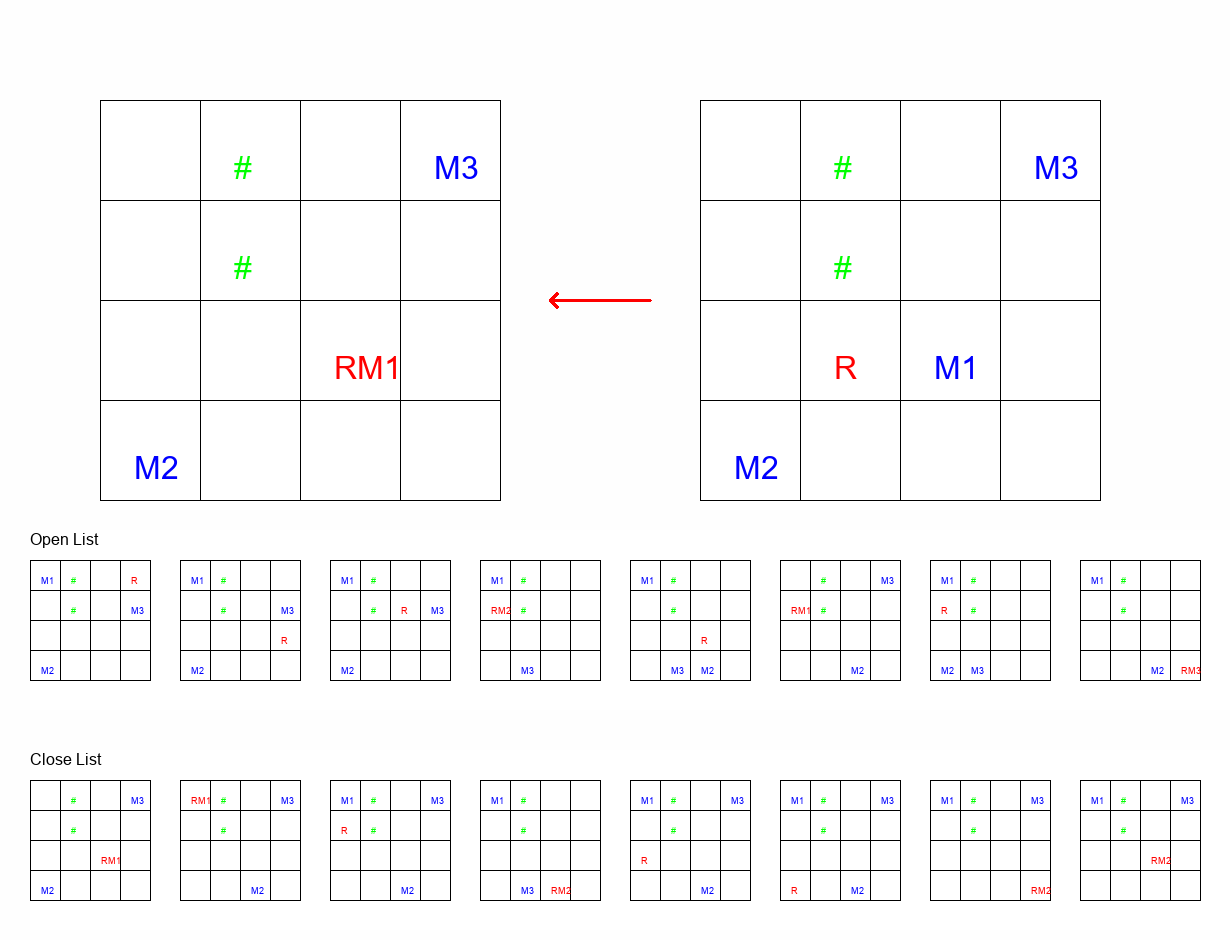 # M3 # M3
# #
RM1 R M1
M2 M2
Open List
M1 # R M1 # M1 # M1 # M1 # # M3 M1 # M1 #
# M3 # M3 # R M3 RM2 # # RM1 # R # #
R R
M2 M2 M2 M3 M3 M2 M2 M2 M3 M2 RM3
Close List
# M3 RM1 # M3 M1 # M3 M1 # M1 # M3 M1 # M3 M1 # M3 M1 # M3
# # R # # # # # #
RM1 R RM2
M2 M2 M2 M3 RM2 M2 R M2 RM2